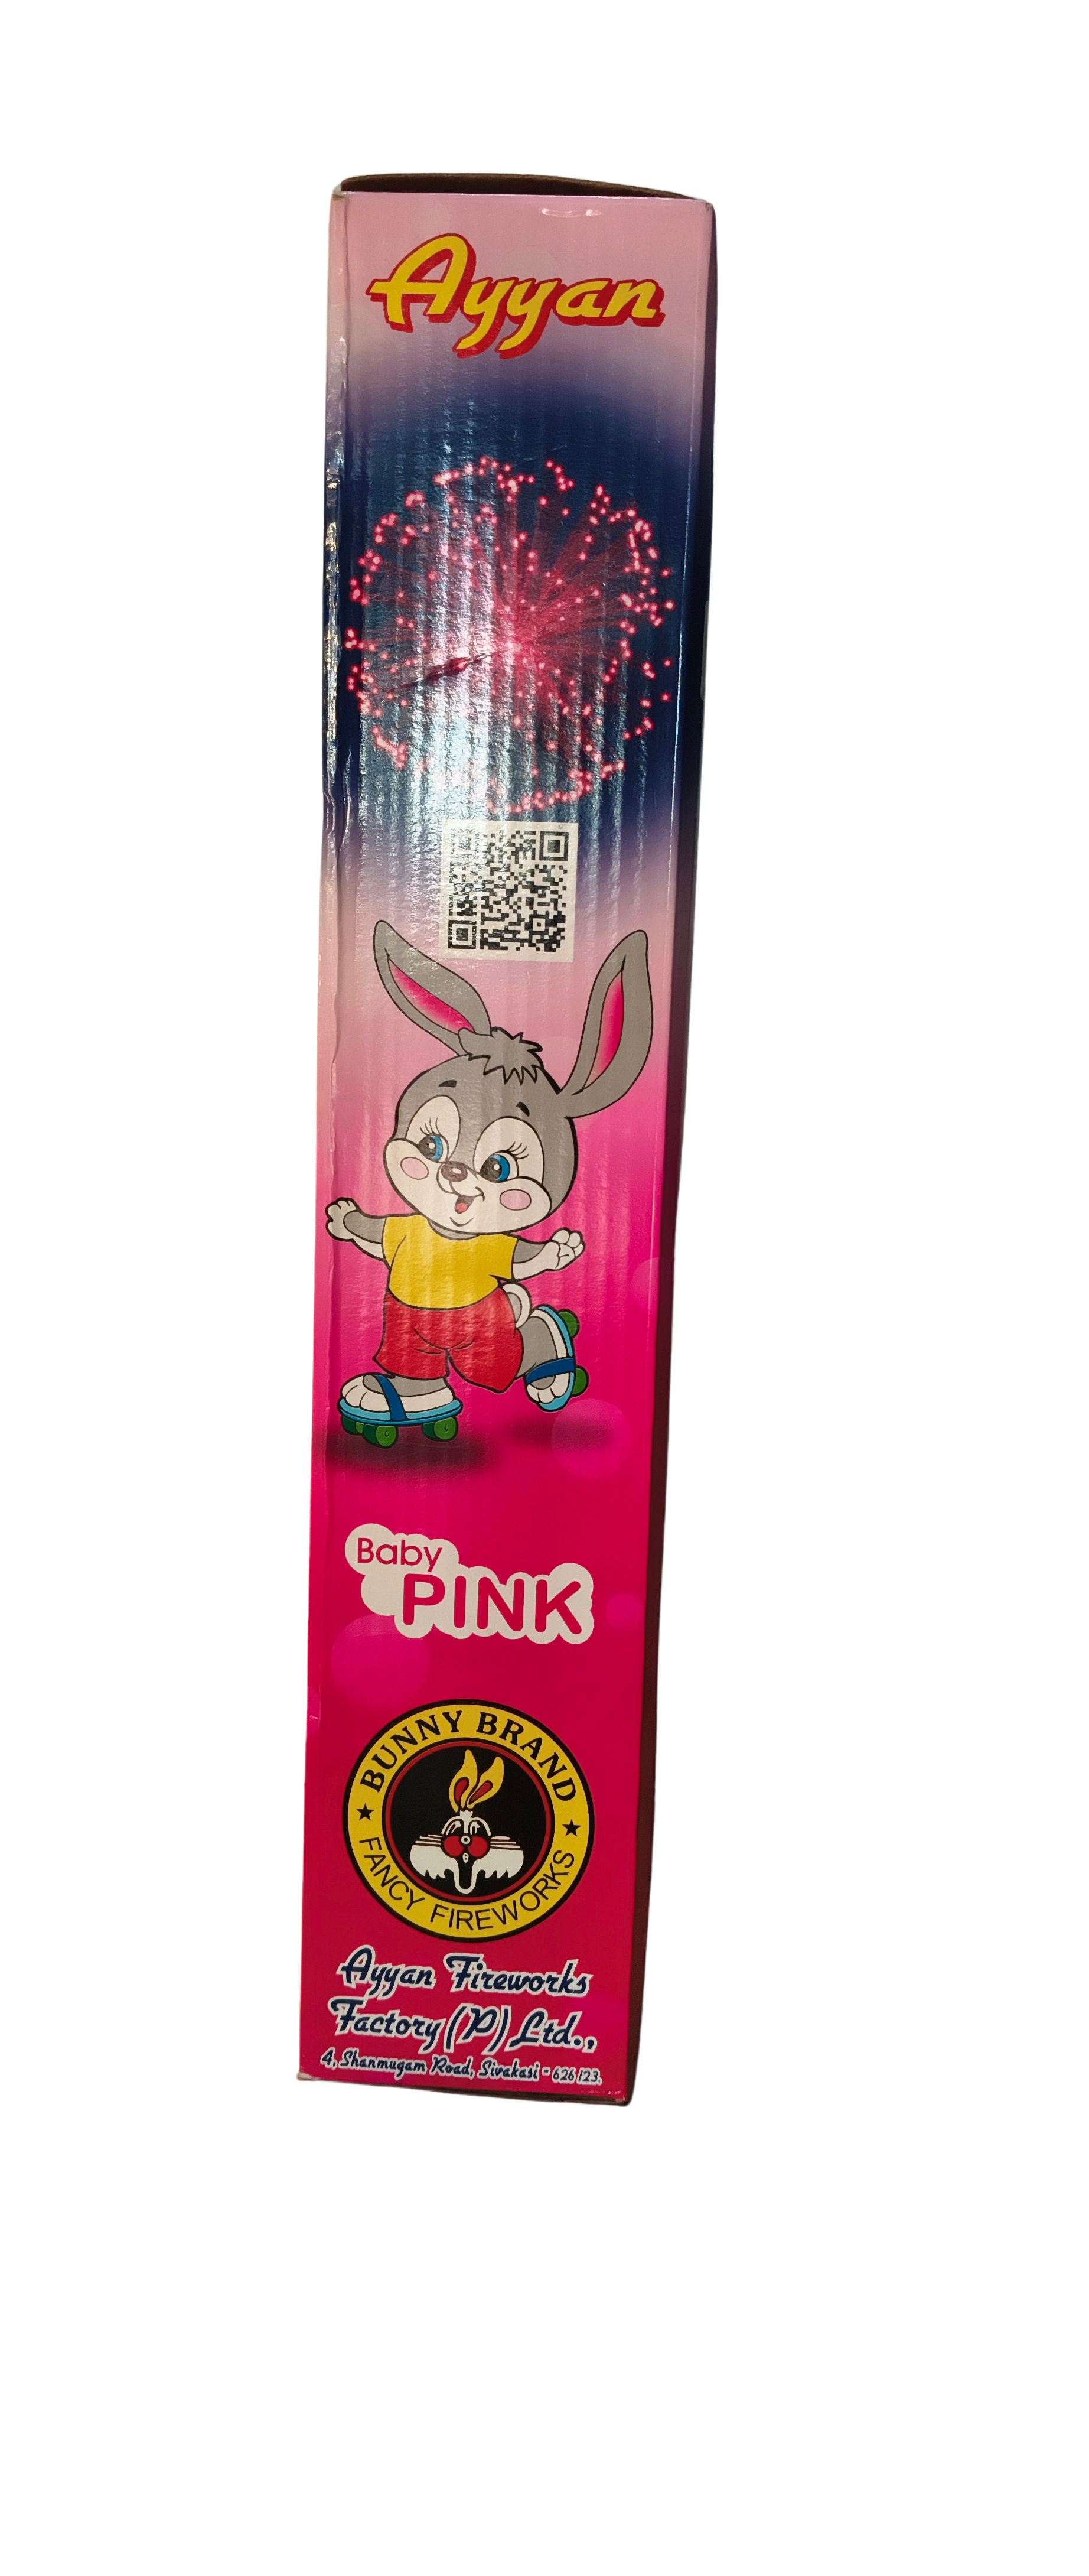 Ayyan
Baby
PINK
BUNNY BRAND
FANCY FIREWORKS
Ayyan Fireworks
Factory (P) Ltd.,
4, Shanmugam Road, Sivakasi - 626 123.